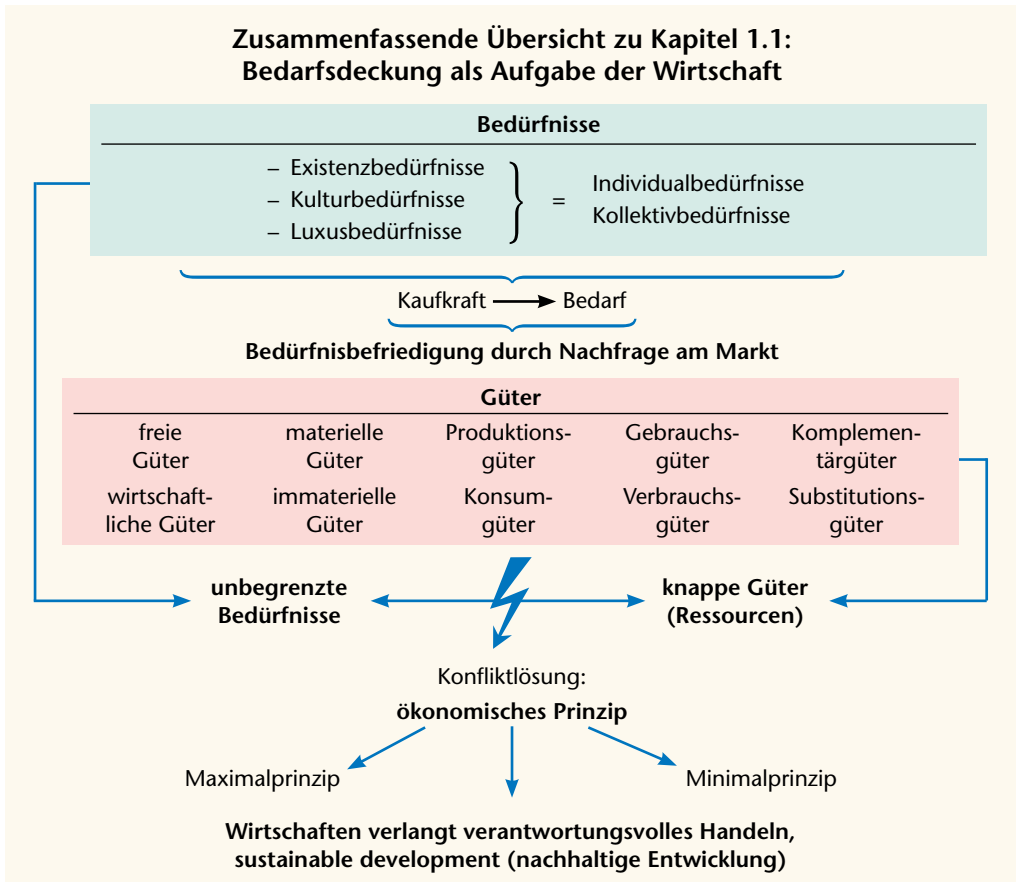 Zusammenfassende Übersicht zu Kapitel 1.1:
Bedarfsdeckung als Aufgabe der Wirtschaft
Bedürfnisse
– Existenzbedürfnisse
– Kulturbedürfnisse
– Luxusbedürfnisse
=
Individualbedürfnisse
Kollektivbedürfnisse
Kaufkraft Bedarf
Bedürfnisbefriedigung durch Nachfrage am Markt
Güter
freie
Güter
materielle
Güter
Produktions-
güter
Gebrauchs-
güter
Komplemen-
tärgüter
wirtschaft-
liche Güter
immaterielle
Güter
Konsum-
güter
Verbrauchs-
güter
Substitutions-
güter
unbegrenzte
Bedürfnisse
knappe Güter
(Ressourcen)
Konfliktlösung:
ökonomisches Prinzip
Maximalprinzip
Minimalprinzip
Wirtschaften verlangt verantwortungsvolles Handeln,
sustainable development (nachhaltige Entwicklung)